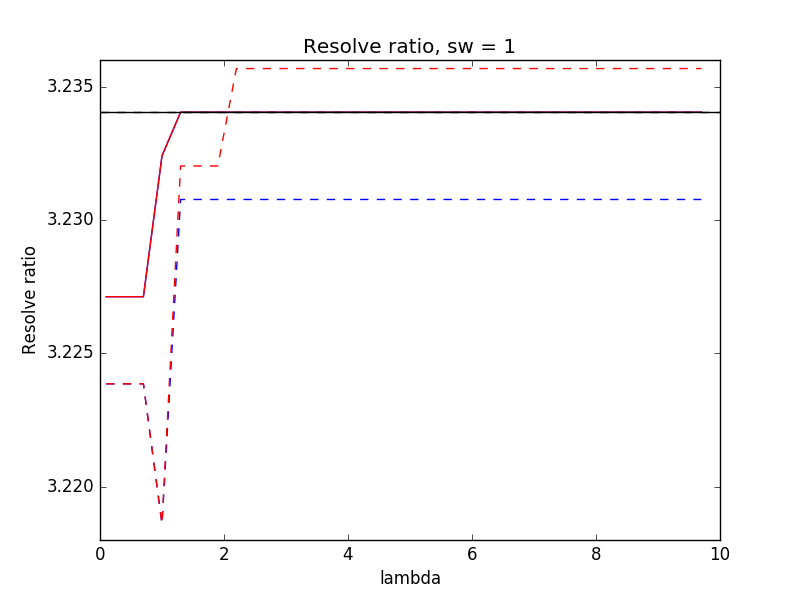 Resolve ratio, sw = 1
Resolve ratio
3.235
3.230
3.225
3.220
0 2 4 6 8 10
lambda